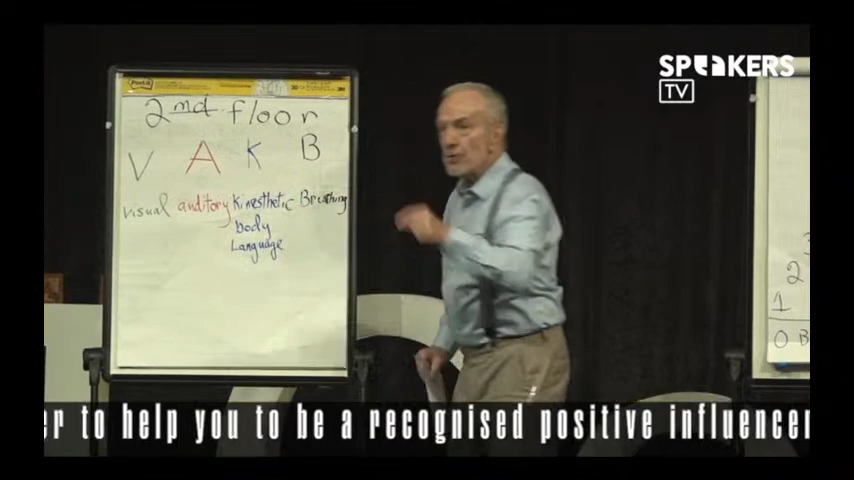 SPEAKERS
TV
Post-it
2nd floor
V A K B
visual auditory Kinesthetic Breathing
body
Language
2
1
0 B
er to help you to be a recognised positive influencer